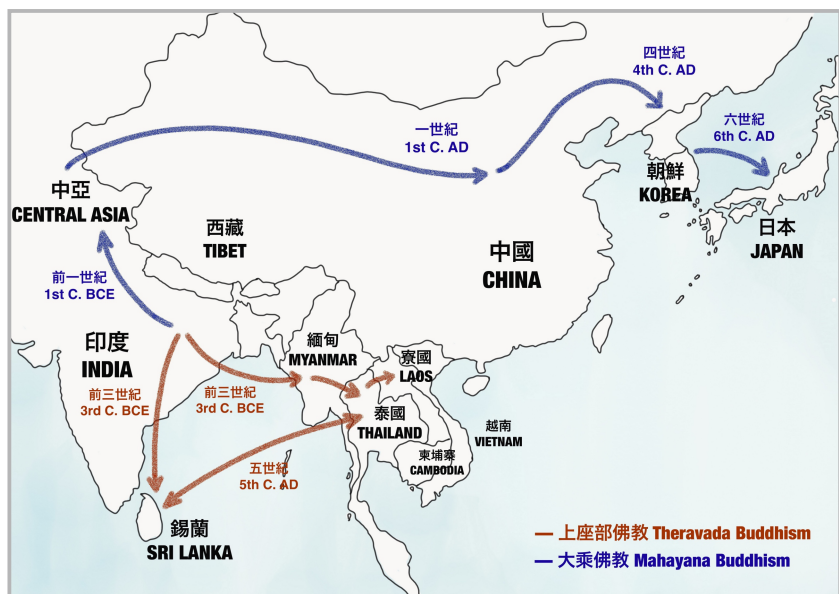 四世紀
4th C. AD
一世紀
1st C. AD
六世紀
6th C. AD
中亞
CENTRAL ASIA
西藏
TIBET
中國
CHINA
朝鮮
KOREA
日本
JAPAN
前一世紀
1st C. BCE
印度
INDIA
前三世紀
3rd C. BCE
前三世紀
3rd C. BCE
緬甸
MYANMAR
寮國
LAOS
泰國
THAILAND
越南
VIETNAM
柬埔寨
CAMBODIA
五世紀
5th C. AD
錫蘭
SRI LANKA
上座部佛教 Theravada Buddhism
大乘佛教 Mahayana Buddhism